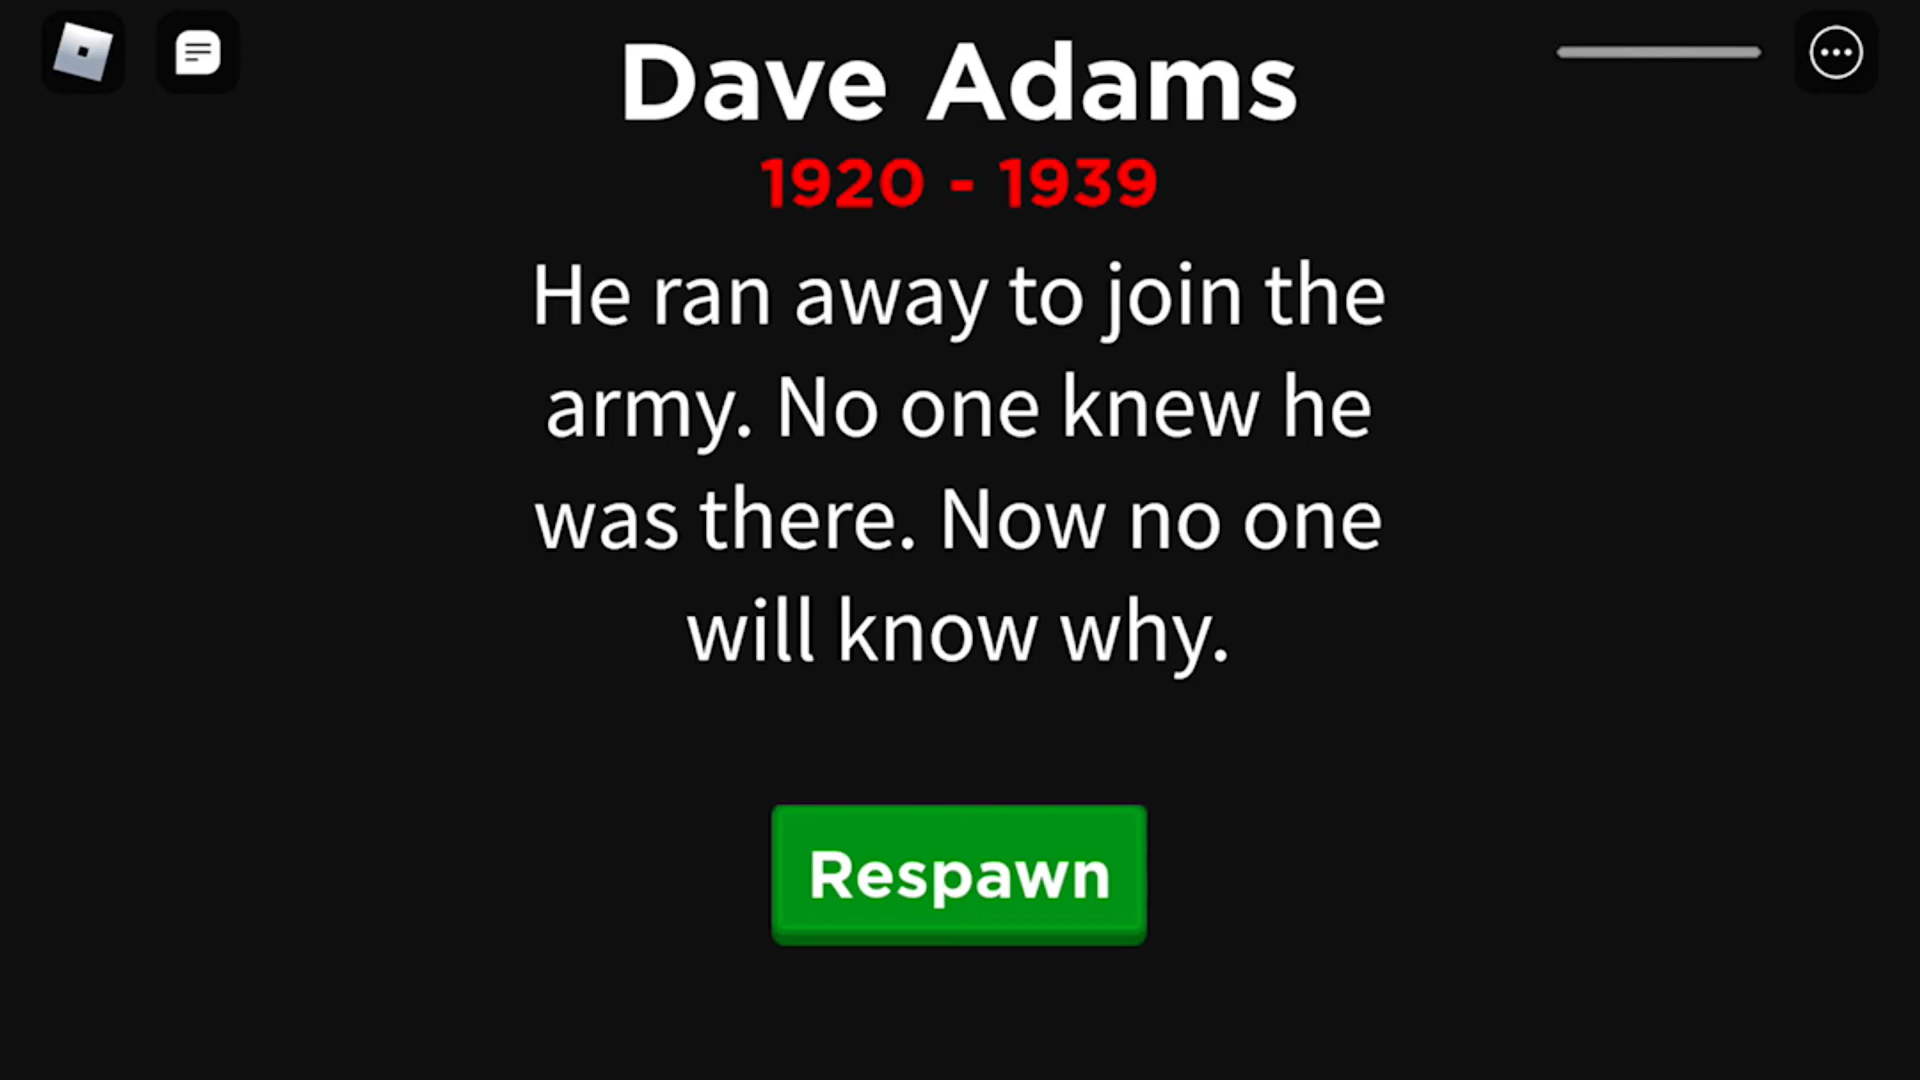 Dave Adams
1920 - 1939
He ran away to join the
army. No one knew he
was there. Now no one
will know why.
Respawn